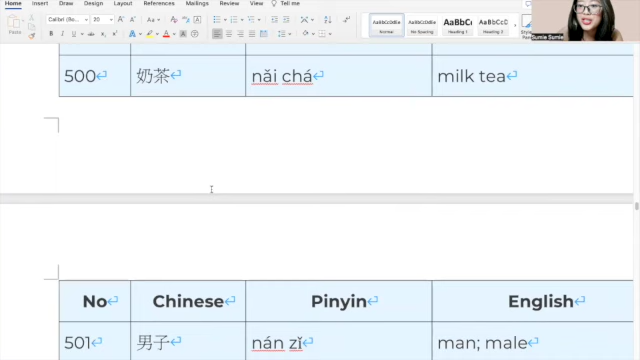 Home Insert Draw Design Layout References Mailings Review View Tell me
Paste
Calibri (Bo... 20
AaBbCcDdEe AaBbCcDdEe AaBbCc AaBbCcD
Normal No Spacing Heading 1 Heading 2
Sumie Sumie
500 奶茶 nǎi chá milk tea
No Chinese Pinyin English
501 男子 nán zǐ man; male